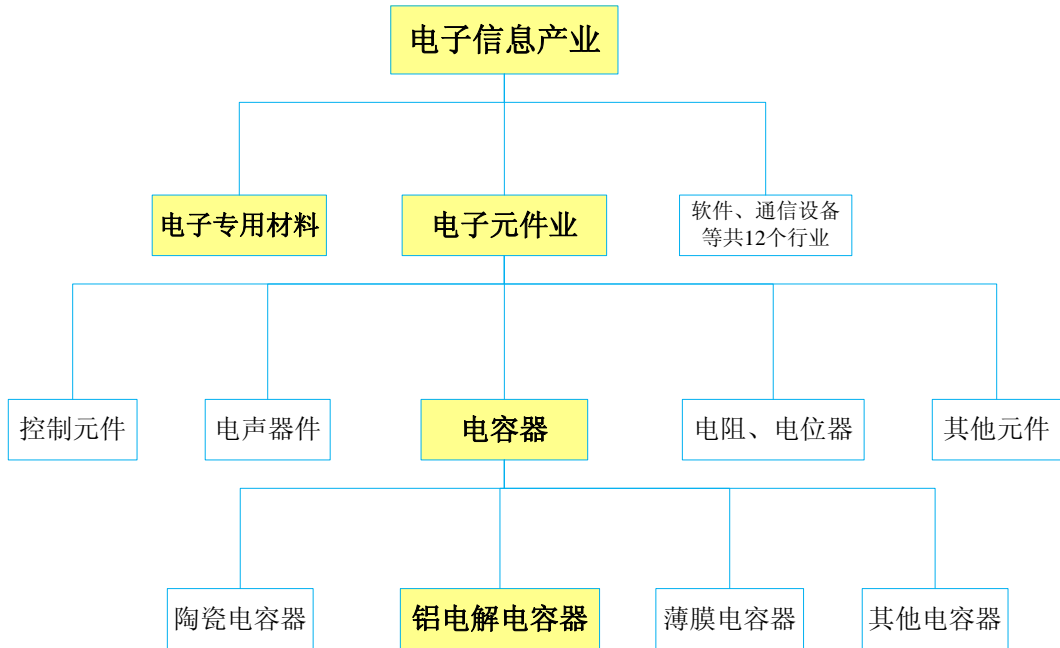 电子信息产业
电子专用材料
电子元件业
软件、通信设备
等共12个行业
控制元件
电声器件
电容器
电阻、电位器
其他元件
陶瓷电容器
铝电解电容器
薄膜电容器
其他电容器